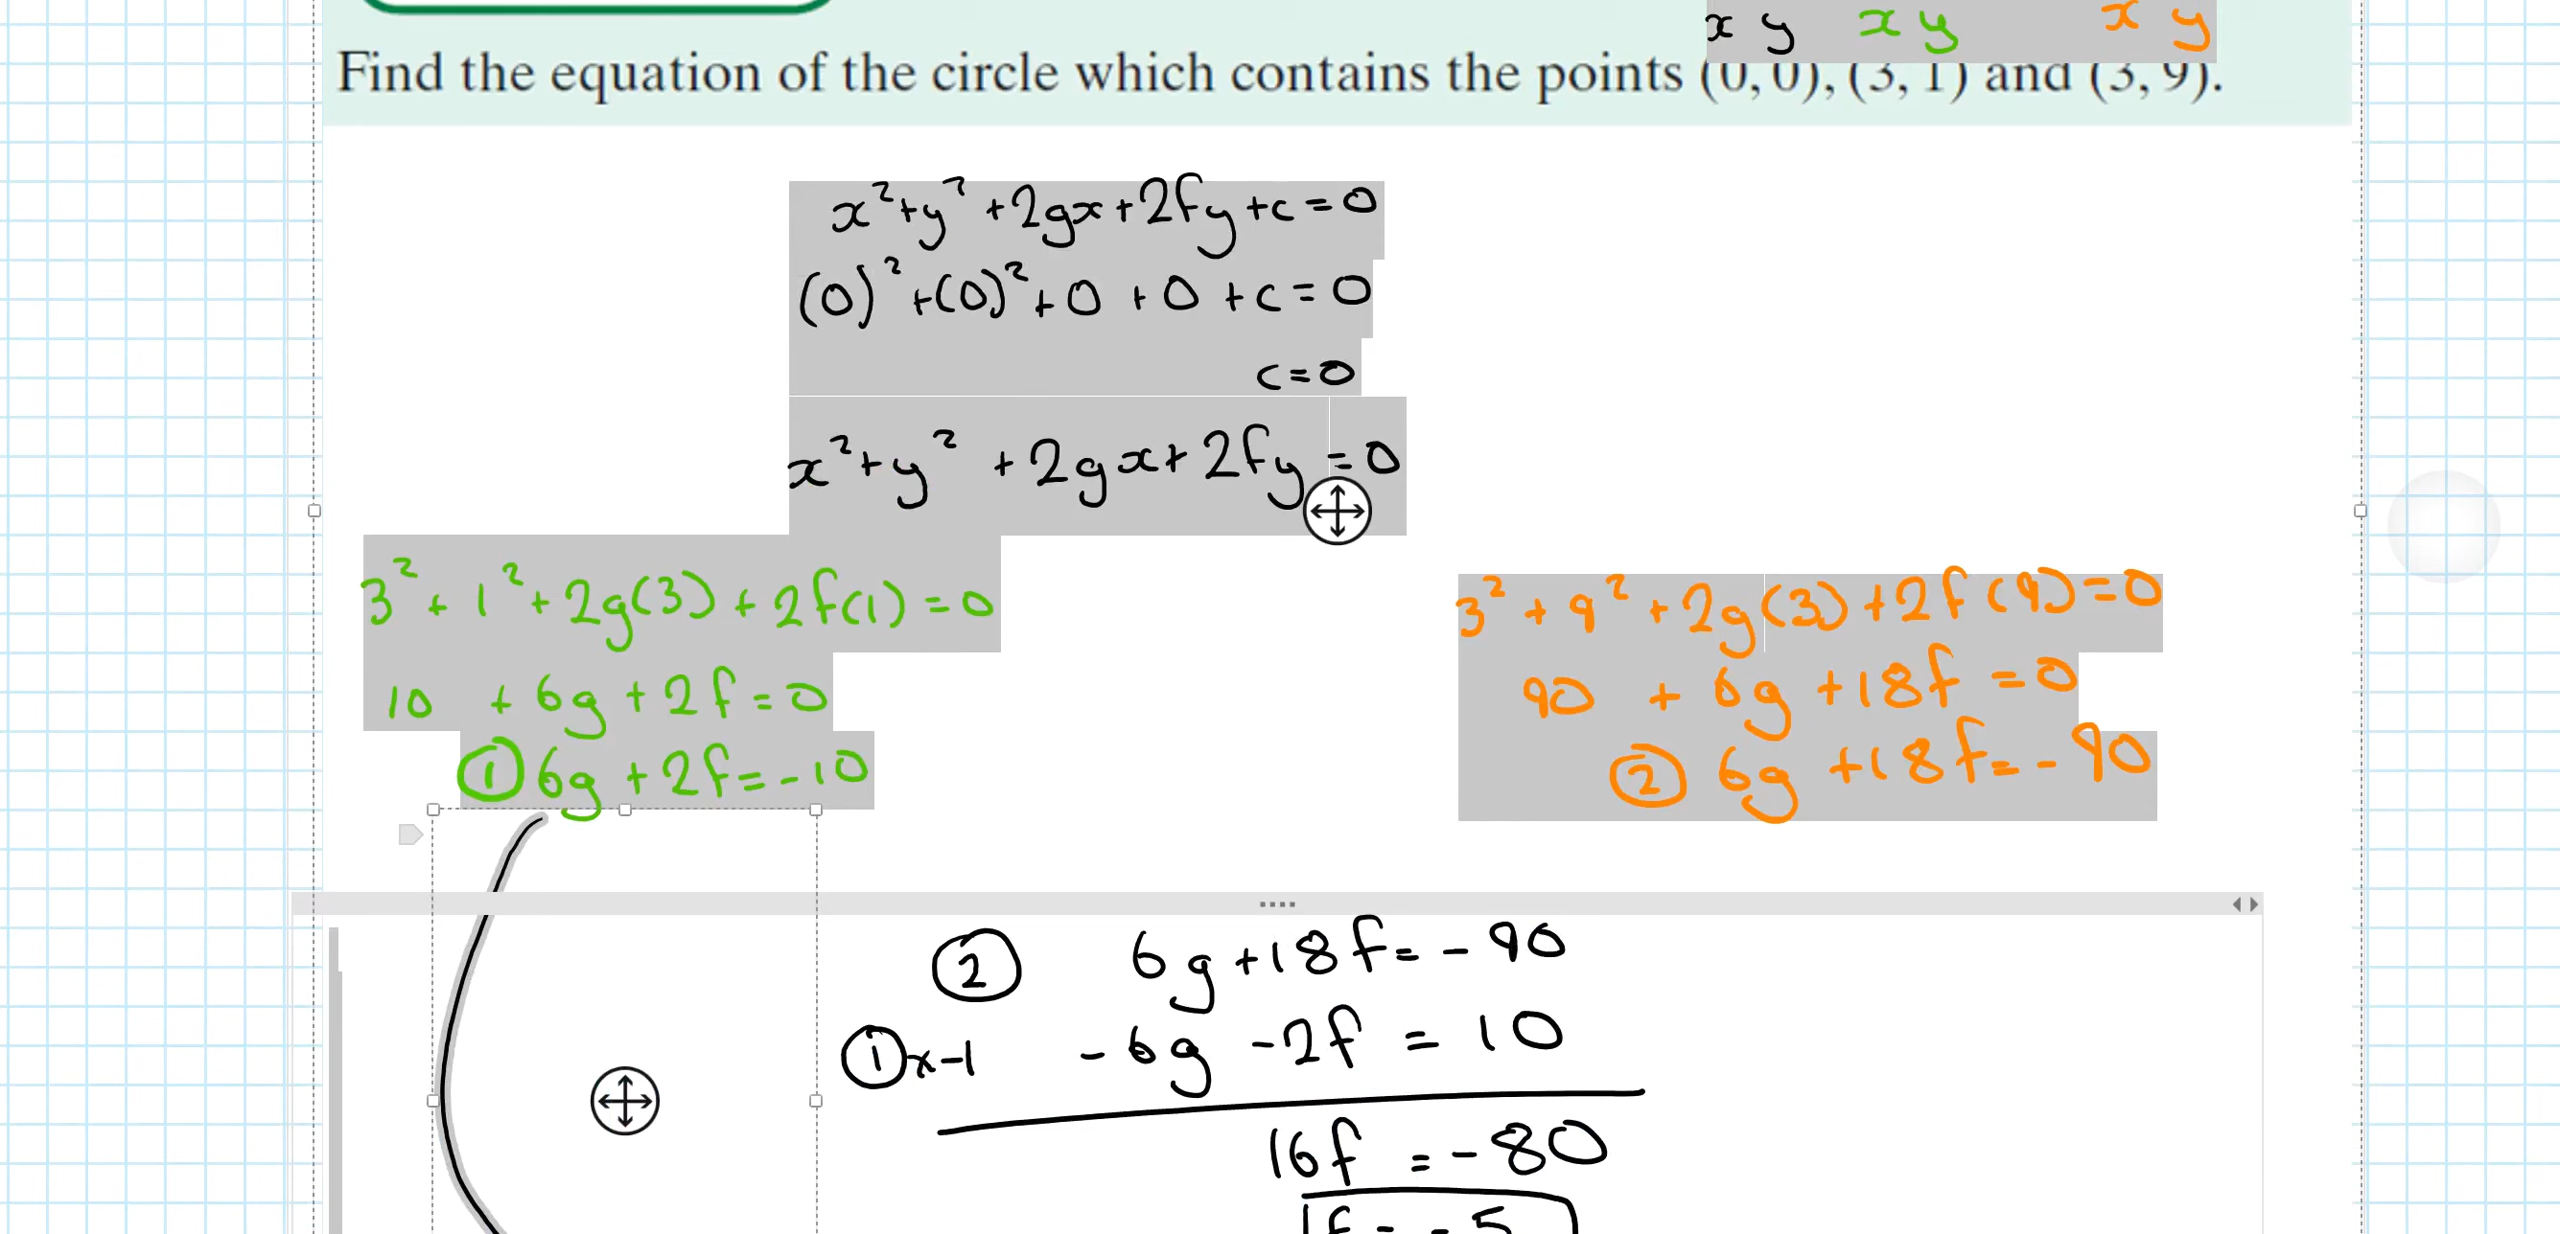 x y x y x y
Find the equation of the circle which contains the points (0, 0), (3, 1) and (3, 9).
x² + y² + 2gx + 2fy + c = 0
(0)² + (0)² + 0 + 0 + c = 0
c = 0
x² + y² + 2gx + 2fy = 0
3² + 1² + 2g(3) + 2f(1) = 0
10 + 6g + 2f = 0
① 6g + 2f = -10
3² + 9² + 2g(3) + 2f(9) = 0
90 + 6g + 18f = 0
② 6g + 18f = -90
② 6g + 18f = -90
① x -1 -6g - 2f = 10
16f = -80
f = -5